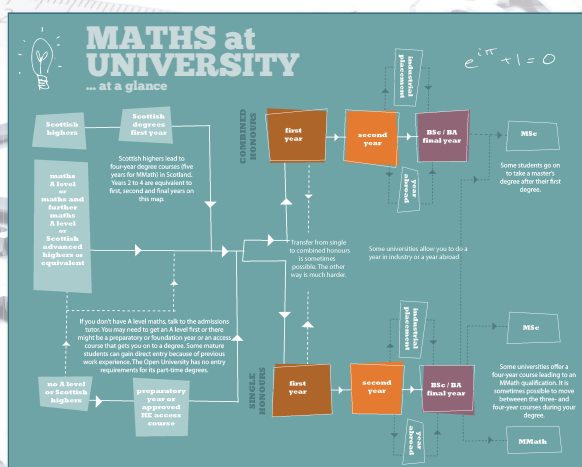 MATHS at
UNIVERSITY
... at a glance
e^iπ +1=0
Scottish
highers
Scottish
degrees
first year
Scottish highers lead to
four-year degree courses (five
years for MMath) in Scotland.
Years 2 to 4 are equivalent to
first, second and final years on
this map.
maths
A level
or
maths and
further
maths
A level
or
Scottish
advanced
highers or
equivalent
If you don't have A level maths, talk to the admissions
tutor. You may need to get an A level first or there
might be a preparatory or foundation year or an access
course that gets you on to a degree. Some mature
students can gain direct entry because of previous
work experience. The Open University has no entry
requirements for its part-time degrees.
no A level
or Scottish
highers
preparatory
year or
approved
HE access
course
COMBINED
HONOURS
first
year
second
year
industrial
placement
year
abroad
BSc / BA
final year
MSc
Some students go on
to take a master's
degree after their first
degree.
Transfer from single
to combined honours
is sometimes
possible. The other
way is much harder.
Some universities allow you to do a
year in industry or a year abroad
SINGLE
HONOURS
first
year
second
year
industrial
placement
year
abroad
BSc / BA
final year
MSc
Some universities offer a
four-year course leading to an
MMath qualification. It is
sometimes possible to move
betweeen the three- and
four-year courses during your
degree.
MMath